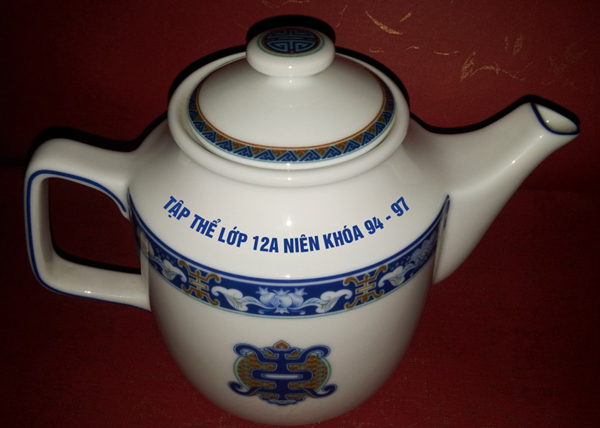 TẬP THỂ LỚP 12A NIÊN KHÓA 94 - 97